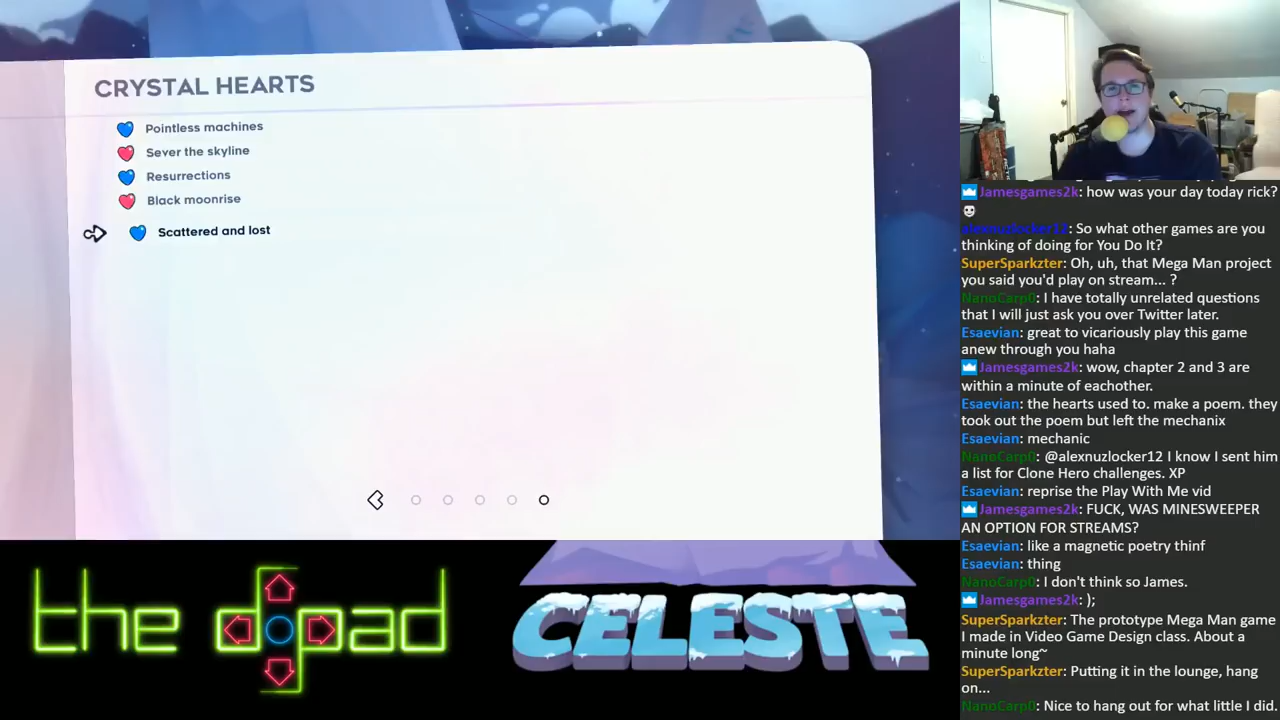 CRYSTAL HEARTS
Pointless machines
Sever the skyline
Resurrections
Black moonrise
Scattered and lost
the dpad
CELESTE
Jamesgames2k: how was your day today rick?
alexnuzlocker12: So what other games are you
thinking of doing for You Do It?
SuperSparkzter: Oh, uh, that Mega Man project
you said you'd play on stream... ?
NanoCarp0: I have totally unrelated questions
that I will just ask you over Twitter later.
Esaevian: great to vicariously play this game
anew through you haha
Jamesgames2k: wow, chapter 2 and 3 are
within a minute of eachother.
Esaevian: the hearts used to. make a poem. they
took out the poem but left the mechanix
Esaevian: mechanic
NanoCarp0: @alexnuzlocker12 I know I sent him
a list for Clone Hero challenges. XP
Esaevian: reprise the Play With Me vid
Jamesgames2k: FUCK, WAS MINESWEEPER
AN OPTION FOR STREAMS?
Esaevian: like a magnetic poetry thinf
Esaevian: thing
NanoCarp0: I don't think so James.
Jamesgames2k: );
SuperSparkzter: The prototype Mega Man game
I made in Video Game Design class. About a
minute long~
SuperSparkzter: Putting it in the lounge, hang
on...
NanoCarp0: Nice to hang out for what little I did.